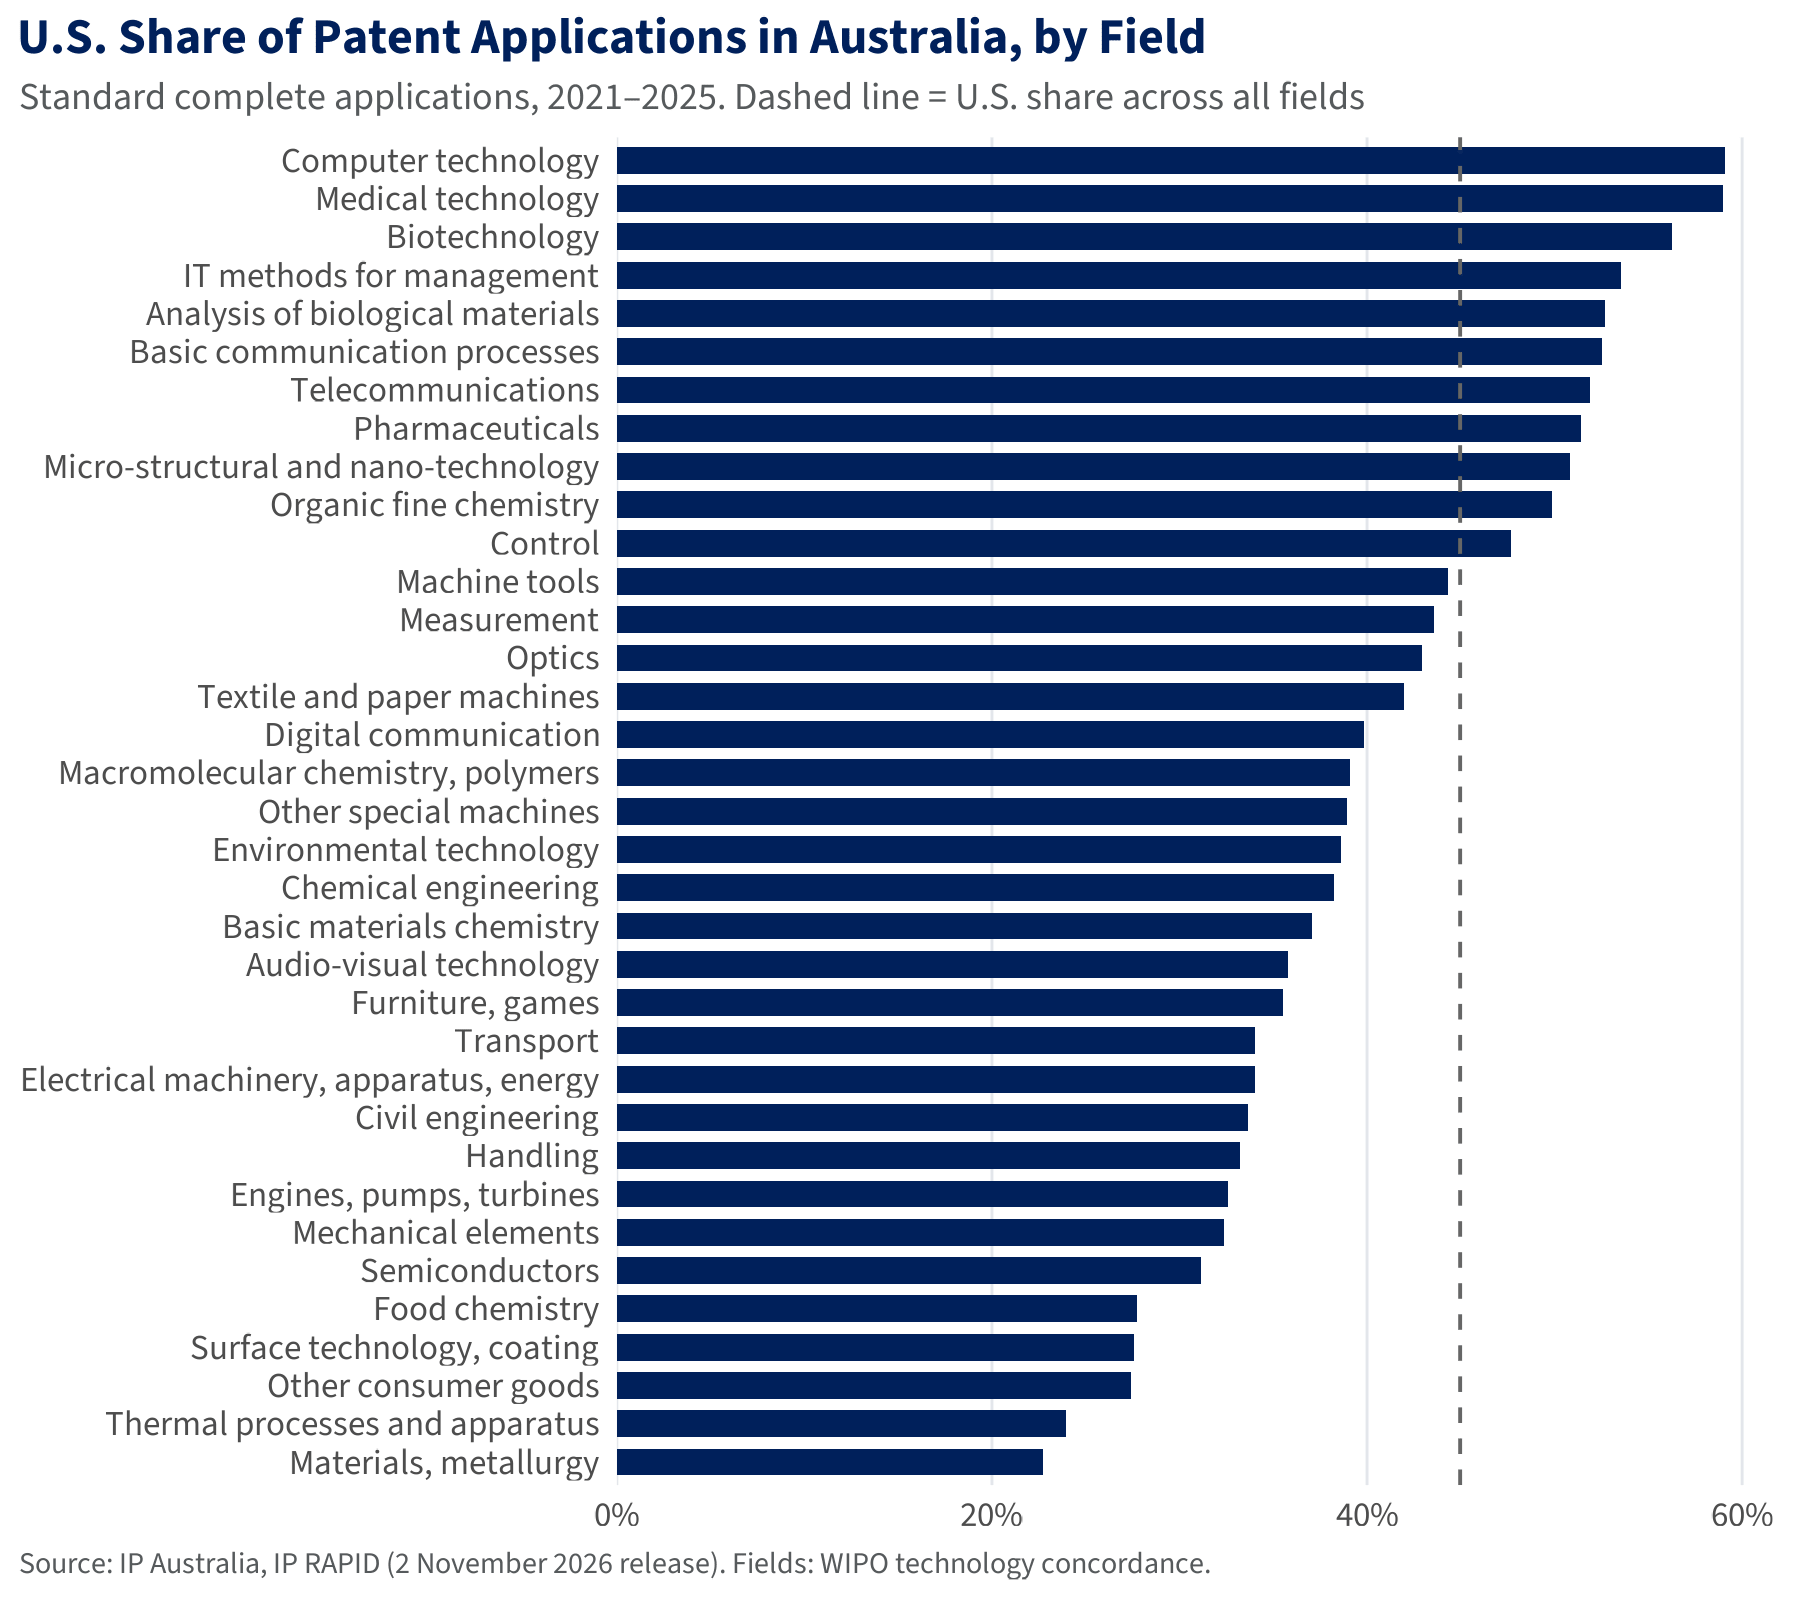 U.S. Share of Patent Applications in Australia, by Field
Standard complete applications, 2021–2025. Dashed line = U.S. share across all fields
Computer technology
Medical technology
Biotechnology
IT methods for management
Analysis of biological materials
Basic communication processes
Telecommunications
Pharmaceuticals
Micro-structural and nano-technology
Organic fine chemistry
Control
Machine tools
Measurement
Optics
Textile and paper machines
Digital communication
Macromolecular chemistry, polymers
Other special machines
Environmental technology
Chemical engineering
Basic materials chemistry
Audio-visual technology
Furniture, games
Transport
Electrical machinery, apparatus, energy
Civil engineering
Handling
Engines, pumps, turbines
Mechanical elements
Semiconductors
Food chemistry
Surface technology, coating
Other consumer goods
Thermal processes and apparatus
Materials, metallurgy
0% 20% 40% 60%
Source: IP Australia, IP RAPID (2 November 2026 release). Fields: WIPO technology concordance.